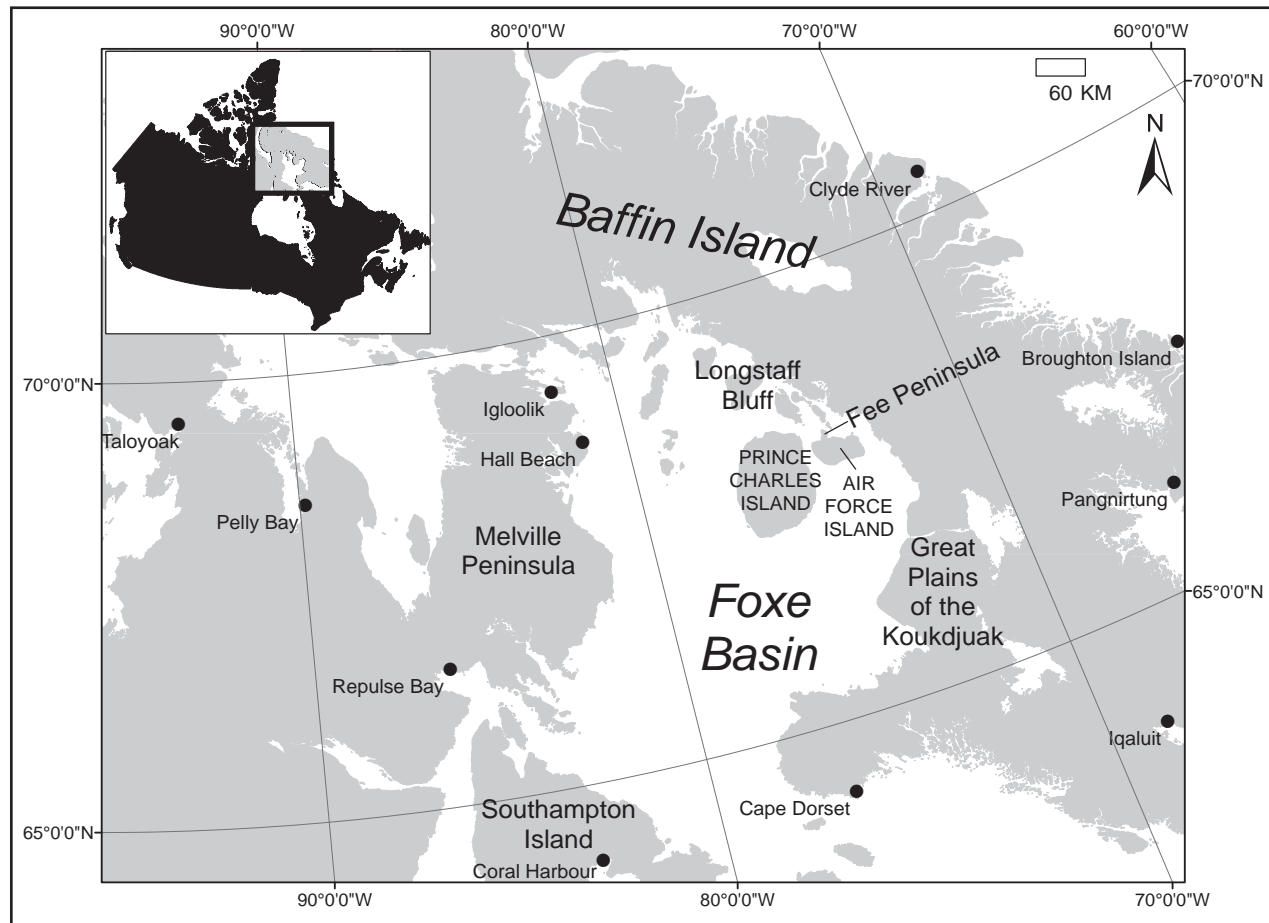 90°0'0"W
80°0'0"W
70°0'0"W
60°0'0"W
70°0'0"N
60 KM
N
Clyde River
Baffin Island
Broughton Island
Longstaff
Bluff
Fee Peninsula
70°0'0"N
Igloolik
Taloyoak
Hall Beach
PRINCE
CHARLES
ISLAND
AIR
FORCE
ISLAND
Pangnirtung
Pelly Bay
Melville
Peninsula
Great
Plains
of the
Koukdjuak
65°0'0"N
Foxe
Basin
Repulse Bay
Iqaluit
Cape Dorset
Southampton
Island
65°0'0"N
Coral Harbour
90°0'0"W
80°0'0"W
70°0'0"W